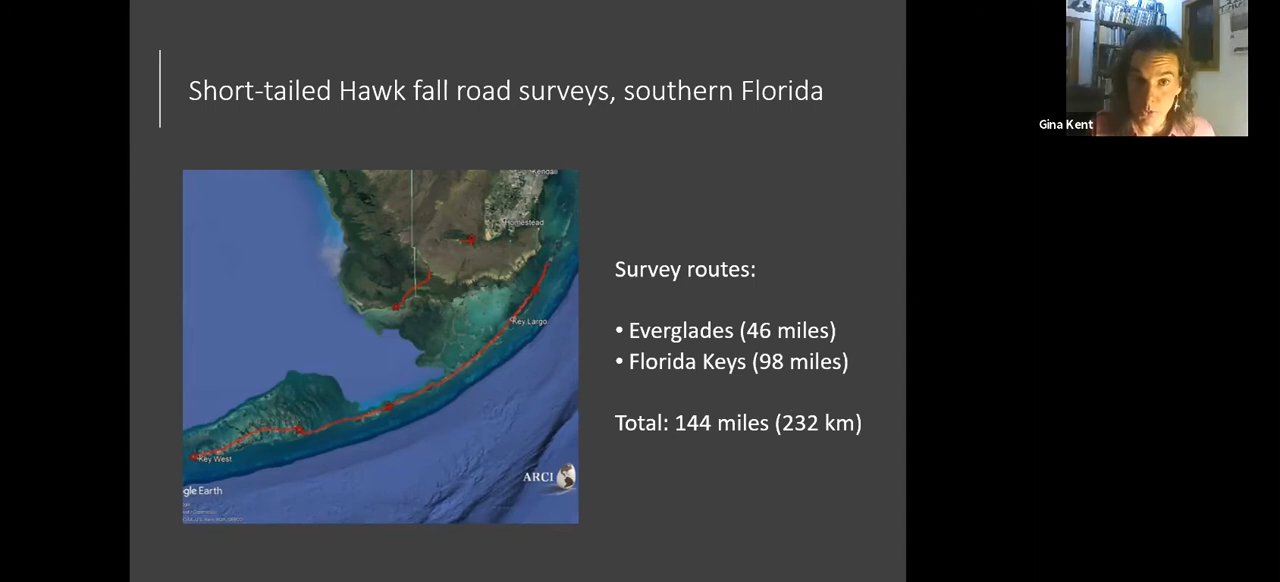 Short-tailed Hawk fall road surveys, southern Florida
Gina Kent
Kendall
Homestead
Key Largo
Key West
ARCI
gle Earth
Survey routes:
• Everglades (46 miles)
• Florida Keys (98 miles)
Total: 144 miles (232 km)